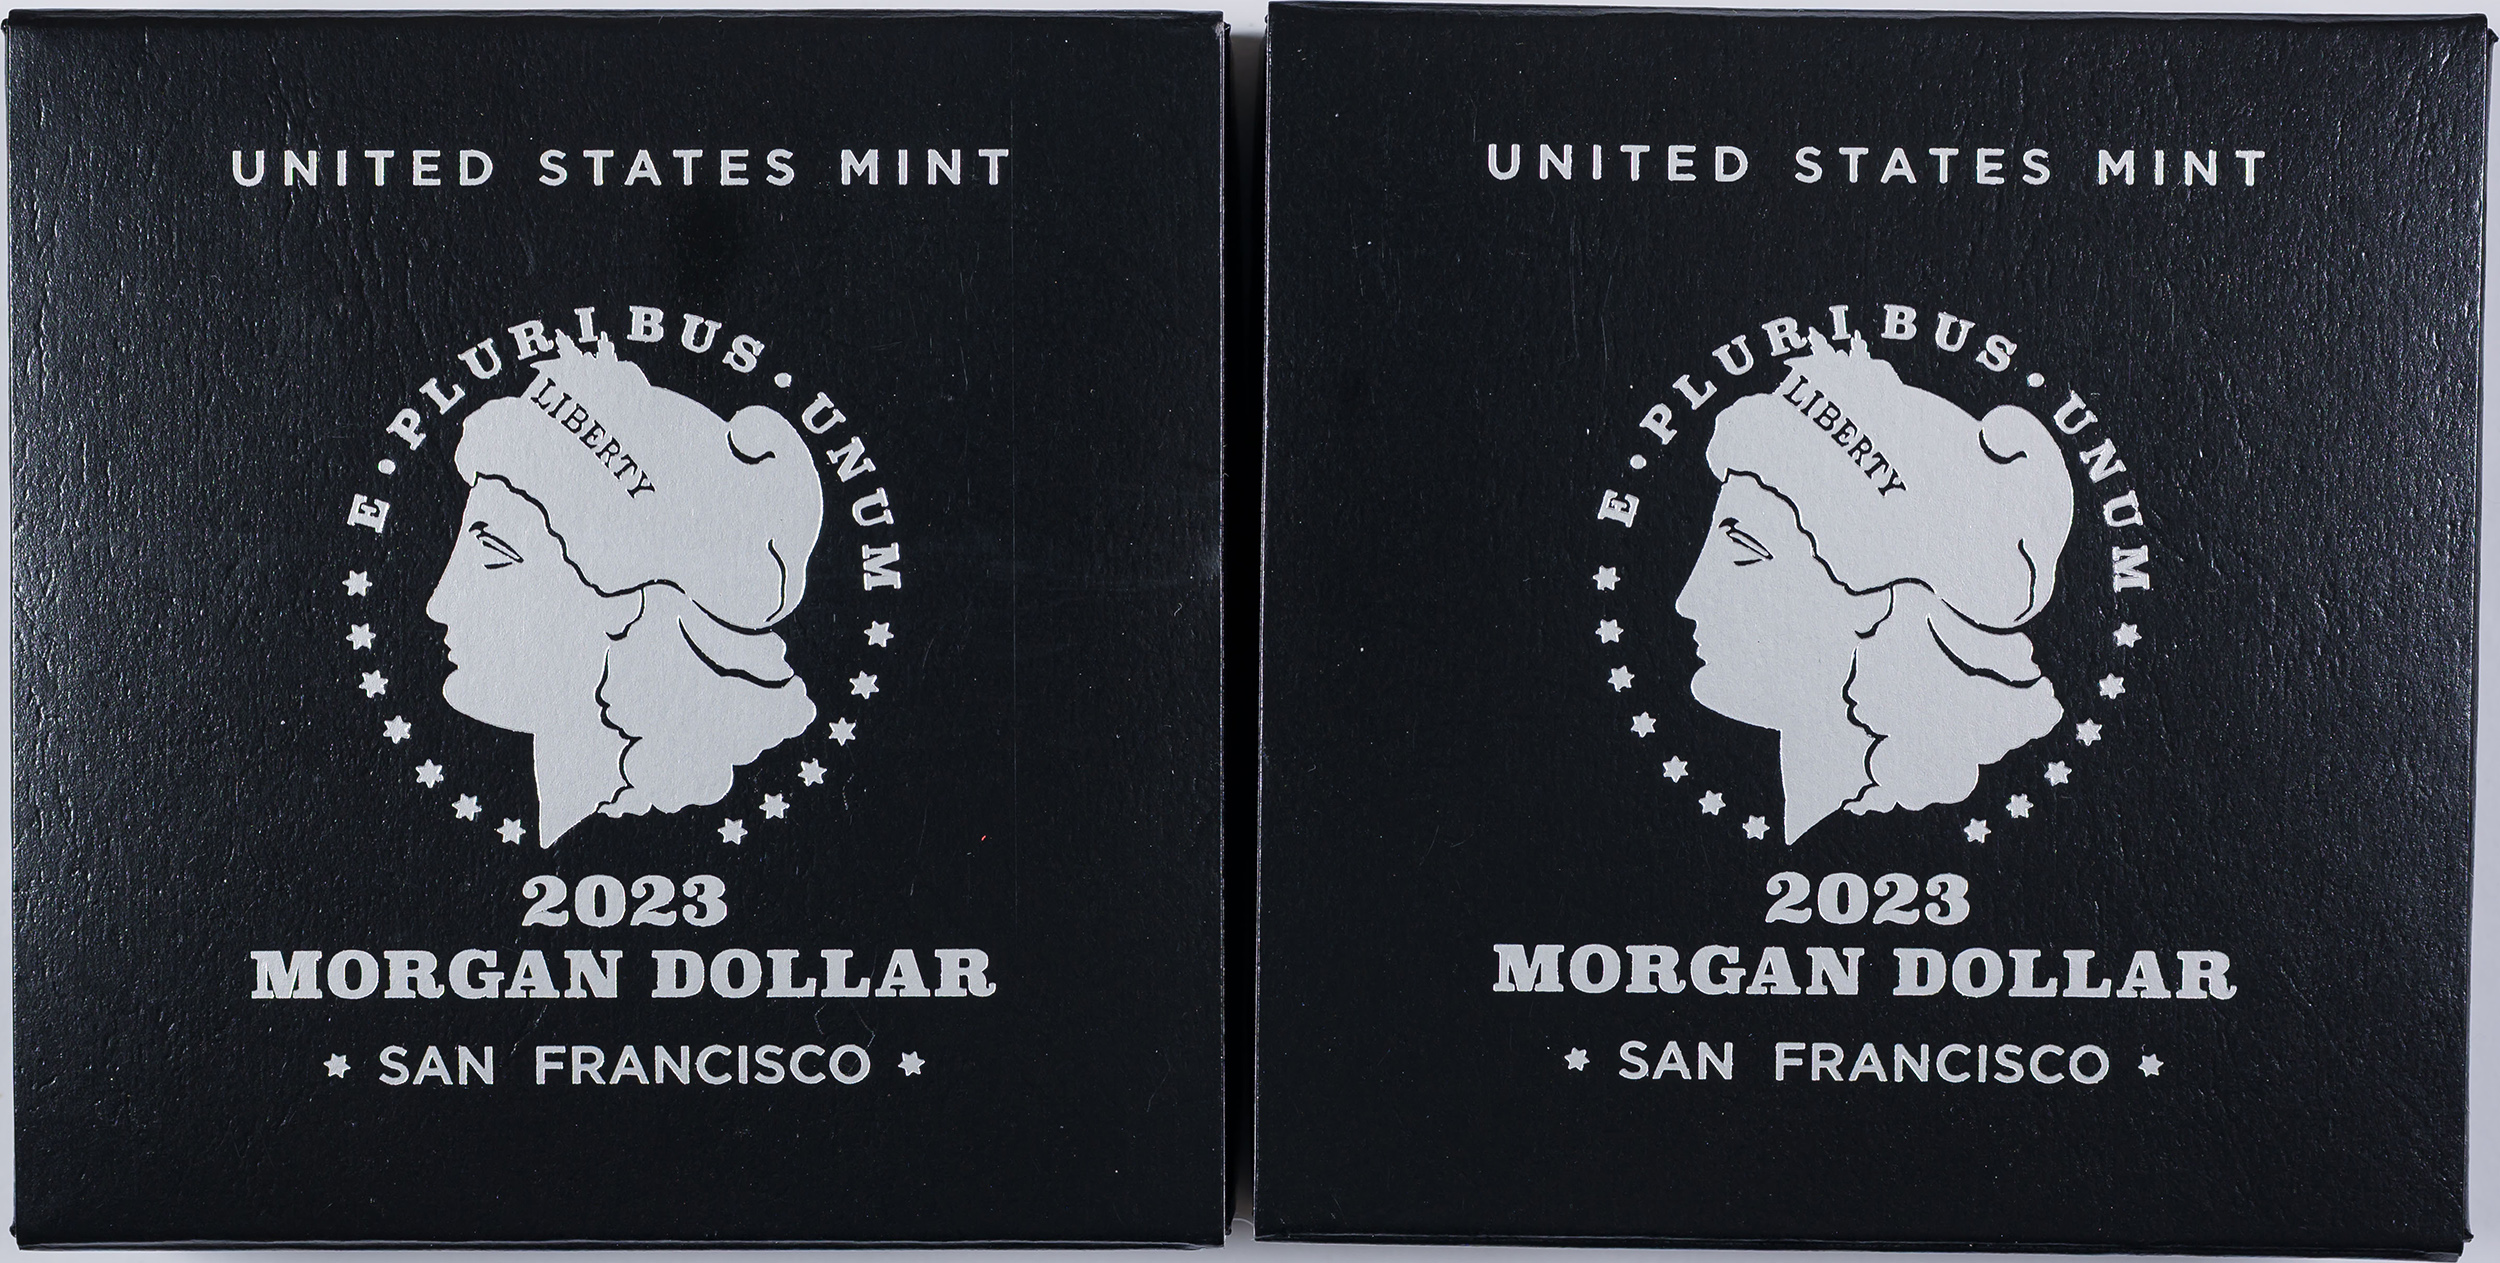 UNITED STATES MINT
E · PLURIBUS · UNUM
LIBERTY
2023
MORGAN DOLLAR
SAN FRANCISCO
UNITED STATES MINT
E · PLURIBUS · UNUM
LIBERTY
2023
MORGAN DOLLAR
SAN FRANCISCO